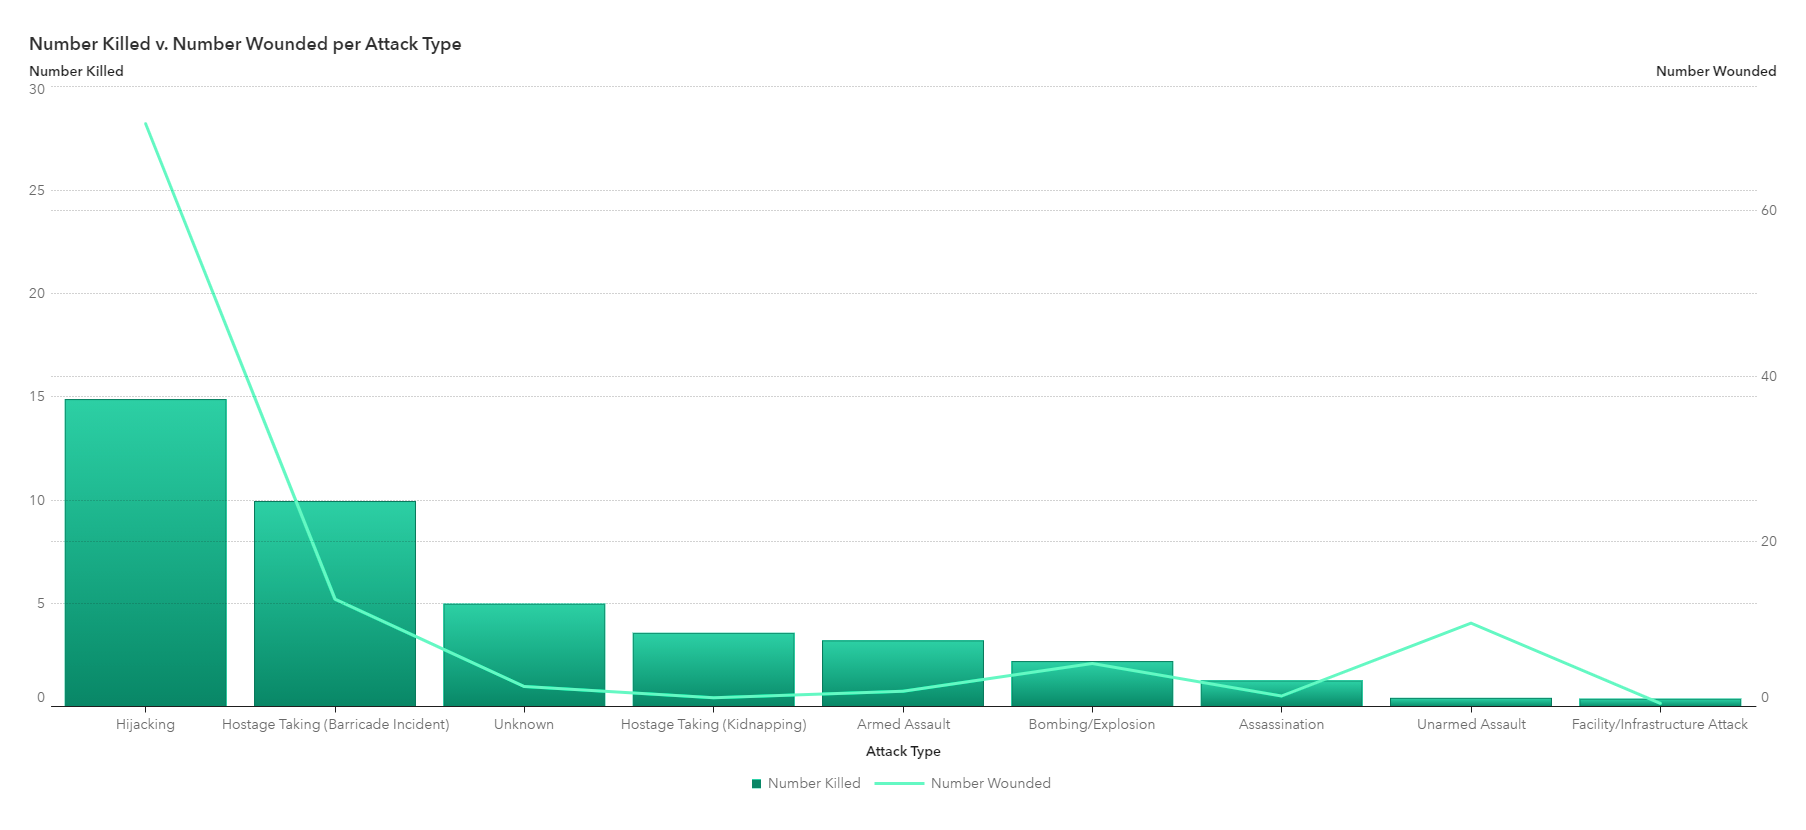 Number Killed v. Number Wounded per Attack Type
Number Killed Number Wounded
30
25
60
20
40
15
10
20
5
0 0
Hijacking Hostage Taking (Barricade Incident) Unknown Hostage Taking (Kidnapping) Armed Assault Bombing/Explosion Assassination Unarmed Assault Facility/Infrastructure Attack
Attack Type
Number Killed Number Wounded